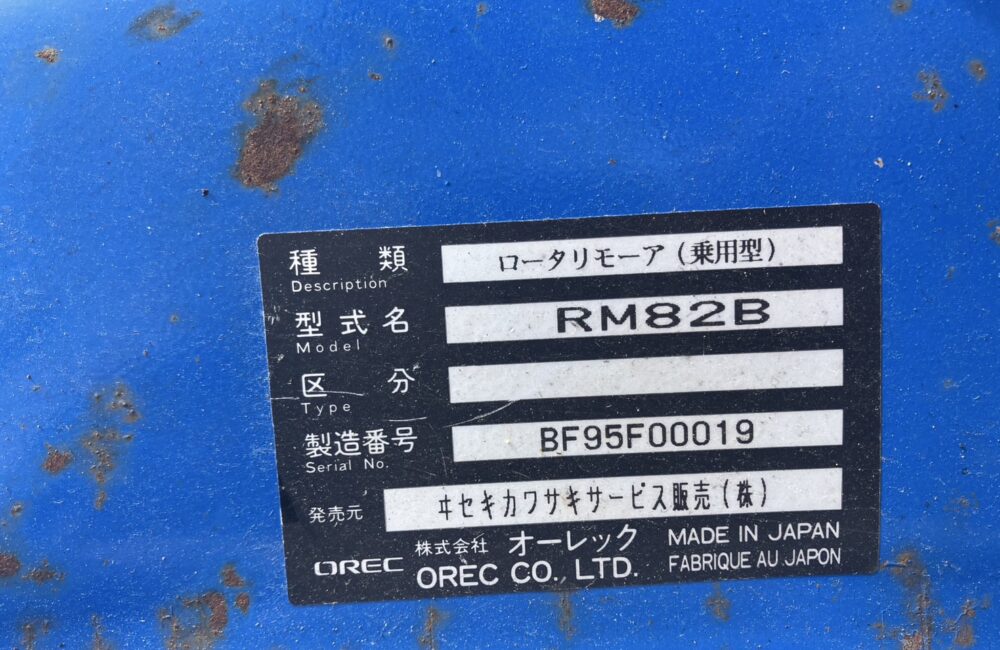 種類 ロータリモーア(乗用型)
Description
型式名 RM82B
Model
区分
Type
製造番号 BF95F00019
Serial No.
発売元 ヰセキカワサキサービス販売(株)
OREC 株式会社 オーレック MADE IN JAPAN
OREC CO., LTD. FABRIQUE AU JAPON